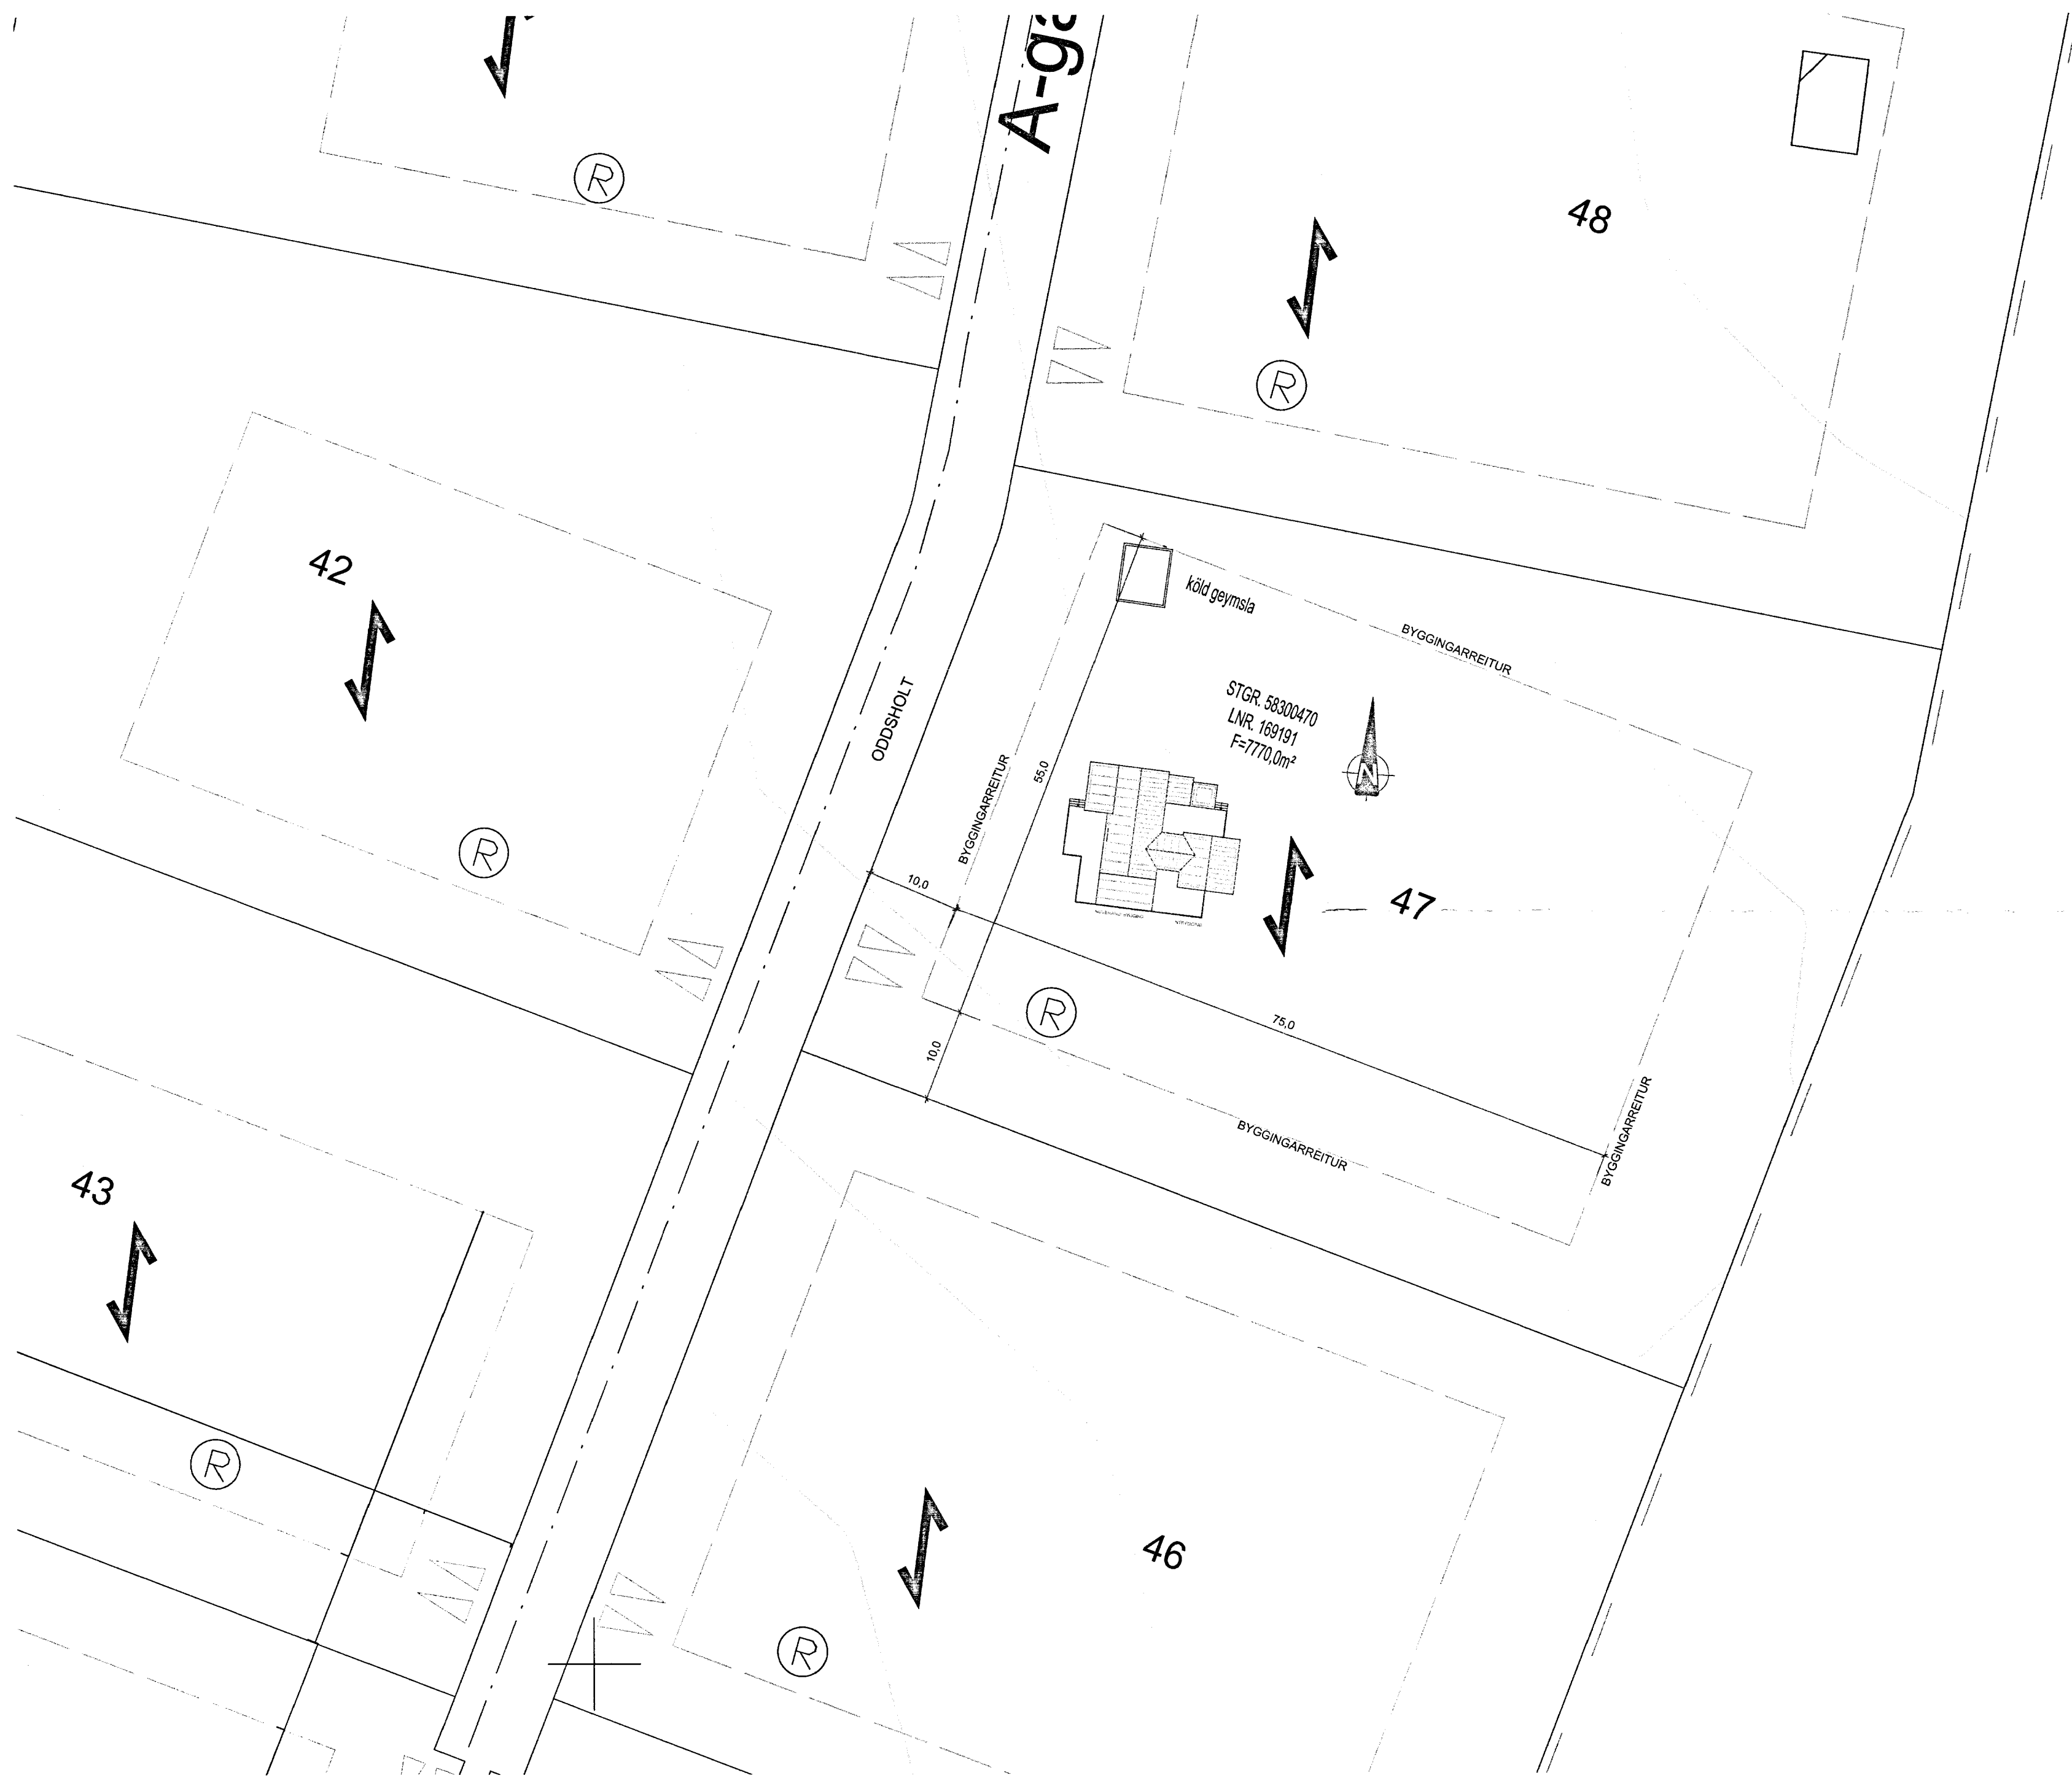 A-ga
R
48
R
42
köld geymsla
BYGGINGARREITUR
STGR. 58300470
LNR. 169191
F=7770,0m²
ODDSHOLT
N
55,0
BYGGINGARREITUR
R
10,0
47
R
75,0
10,0
BYGGINGARREITUR
BYGGINGARREITUR
43
R
46
R